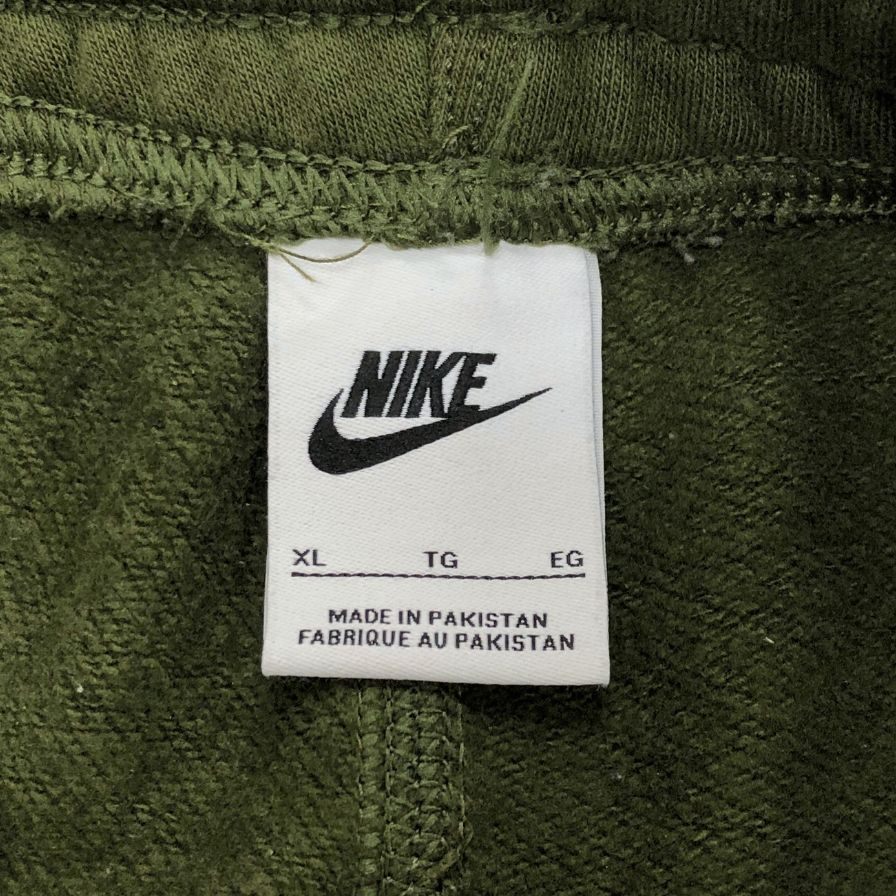 NIKE
XL TG EG
MADE IN PAKISTAN
FABRIQUE AU PAKISTAN